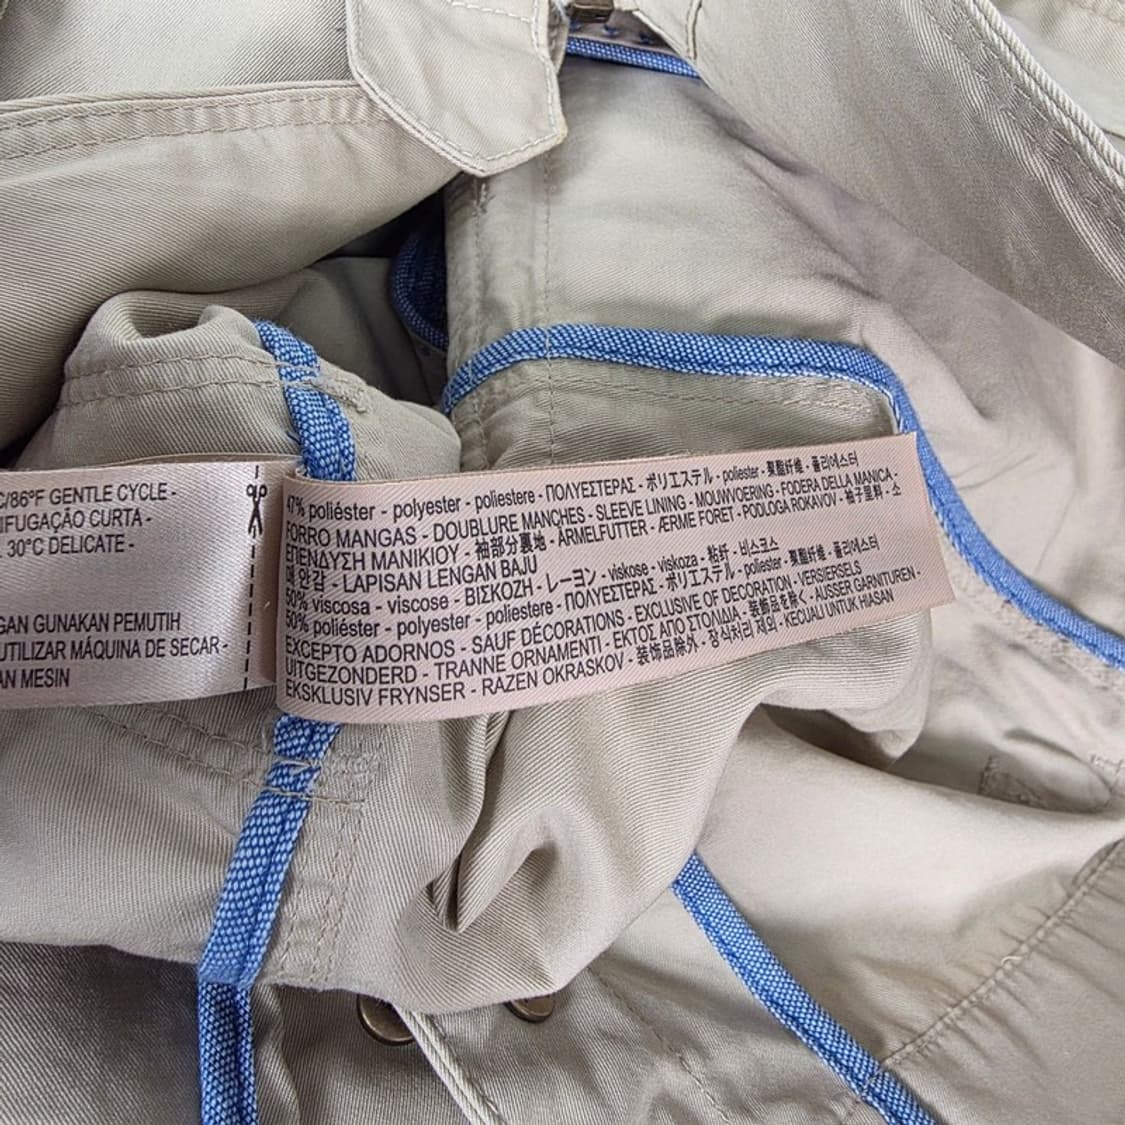 C/86°F GENTLE CYCLE -
IFUGAÇÃO CURTA -
30°C DELICATE -
GAN GUNAKAN PEMUTIH
UTILIZAR MÁQUINA DE SECAR -
AN MESIN
47% poliéster - polyester - poliestere - ΠΟΛΥΕΣΤΕΡΑΣ - ポリエステル - poliester - 聚酯纤维 - 폴리에스터
FORRO MANGAS - DOUBLURE MANCHES - SLEEVE LINING - MOUWVOERING - FODERA DELLA MANICA -
ΕΠΕΝΔΥΣΗ ΜΑΝΙΚΙΟΥ - 袖部分裏地 - ÄRMELFUTTER - ÆRME FORET - PODLOGA ROKAVOV - 袖子里料 - 소
매 안감 - LAPISAN LENGAN BAJU
50% viscosa - viscose - ΒΙΣΚΟΖΗ - レーヨン - viskose - viskoza - 粘纤 - 비스코스
50% poliéster - polyester - poliestere - ΠΟΛΥΕΣΤΕΡΑΣ - ポリエステル - poliester - 聚酯纤维 - 폴리에스터
EXCEPTO ADORNOS - SAUF DÉCORATIONS - EXCLUSIVE OF DECORATION - VERSIERSELS
UITGEZONDERD - TRANNE ORNAMENTI - ΕΚΤΟΣ ΑΠΟ ΣΤΟΛΙΔΙΑ - 装飾品を除く - AUSSER GARNITUREN -
EKSKLUSIV FRYNSER - RAZEN OKRASKOV - 装饰品除外 - 장식처리 제외 - KECUALI UNTUK HIASAN